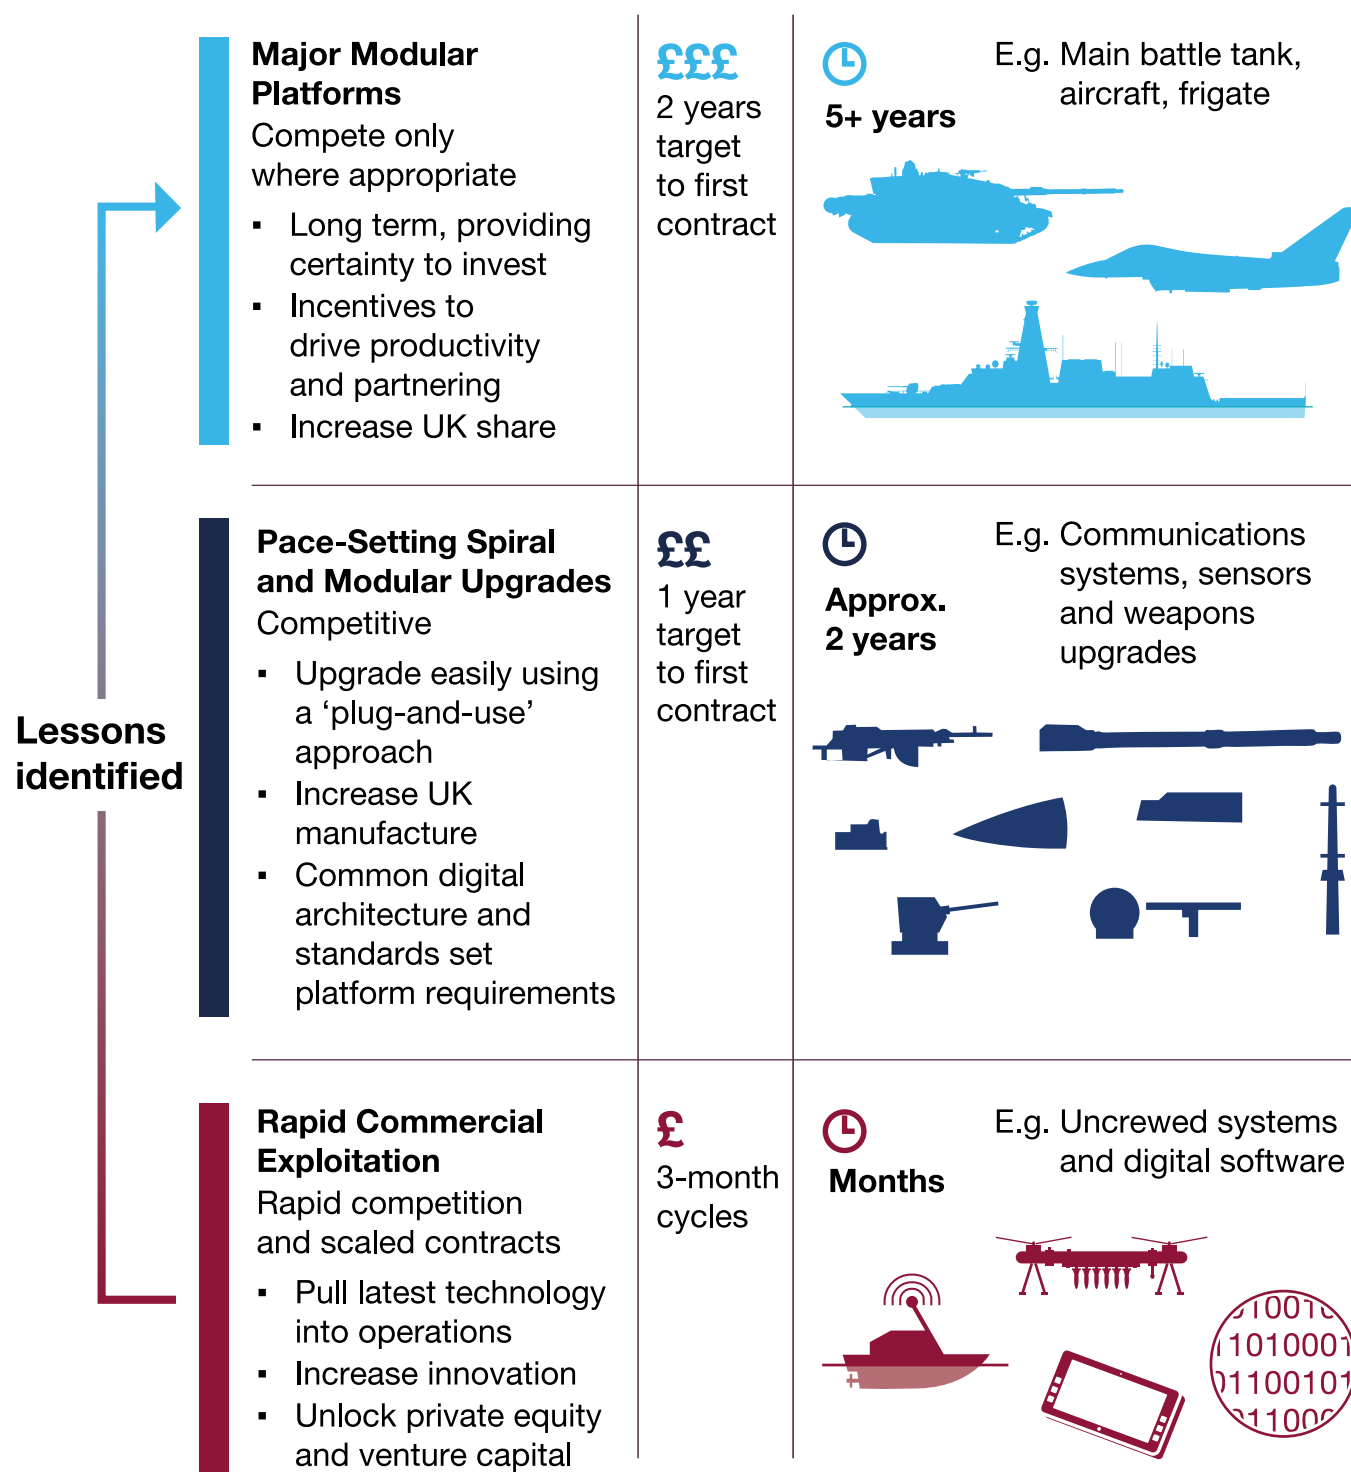 Lessons
identified
Major Modular
Platforms
Compete only
where appropriate
▪ Long term, providing
certainty to invest
▪ Incentives to
drive productivity
and partnering
▪ Increase UK share
£££
2 years
target
to first
contract
5+ years
E.g. Main battle tank,
aircraft, frigate
Pace-Setting Spiral
and Modular Upgrades
Competitive
▪ Upgrade easily using
a ‘plug-and-use’
approach
▪ Increase UK
manufacture
▪ Common digital
architecture and
standards set
platform requirements
££
1 year
target
to first
contract
Approx.
2 years
E.g. Communications
systems, sensors
and weapons
upgrades
Rapid Commercial
Exploitation
Rapid competition
and scaled contracts
▪ Pull latest technology
into operations
▪ Increase innovation
▪ Unlock private equity
and venture capital
£
3-month
cycles
Months
E.g. Uncrewed systems
and digital software